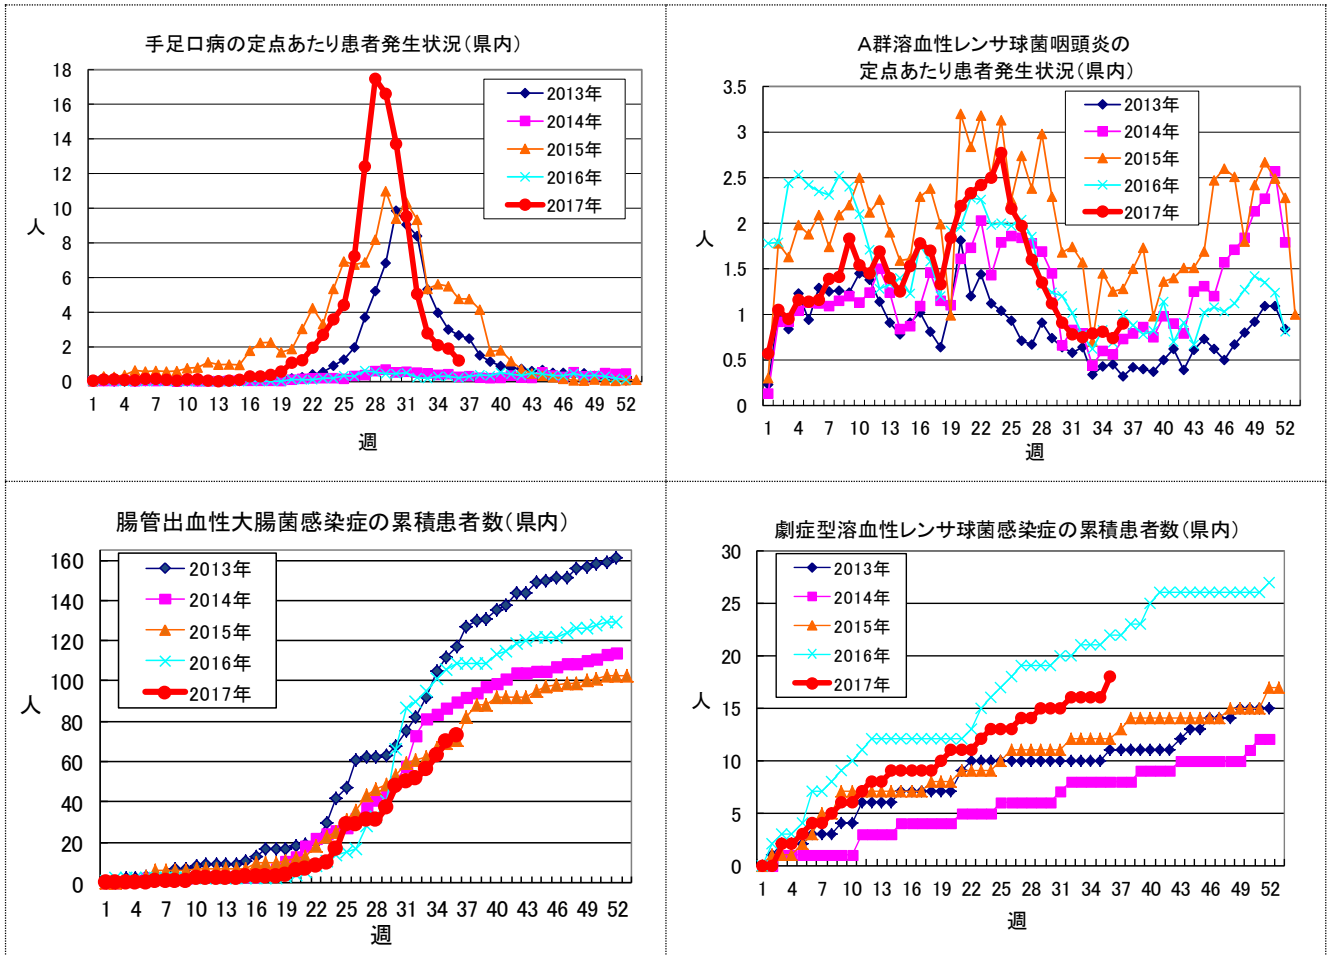 手足口病の定点あたり患者発生状況(県内)
18
16
14
12
10
8
6
4
2
0
人
2013年
2014年
2015年
2016年
2017年
1 4 7 10 13 16 19 22 25 28 31 34 37 40 43 46 49 52
週
A群溶血性レンサ球菌咽頭炎の
定点あたり患者発生状況(県内)
3.5
3
2.5
2
1.5
1
0.5
0
人
2013年
2014年
2015年
2016年
2017年
1 4 7 10 13 16 19 22 25 28 31 34 37 40 43 46 49 52
週
腸管出血性大腸菌感染症の累積患者数(県内)
160
140
120
100
80
60
40
20
0
人
2013年
2014年
2015年
2016年
2017年
1 4 7 10 13 16 19 22 25 28 31 34 37 40 43 46 49 52
週
劇症型溶血性レンサ球菌感染症の累積患者数(県内)
30
25
20
15
10
5
0
人
2013年
2014年
2015年
2016年
2017年
1 4 7 10 13 16 19 22 25 28 31 34 37 40 43 46 49 52
週